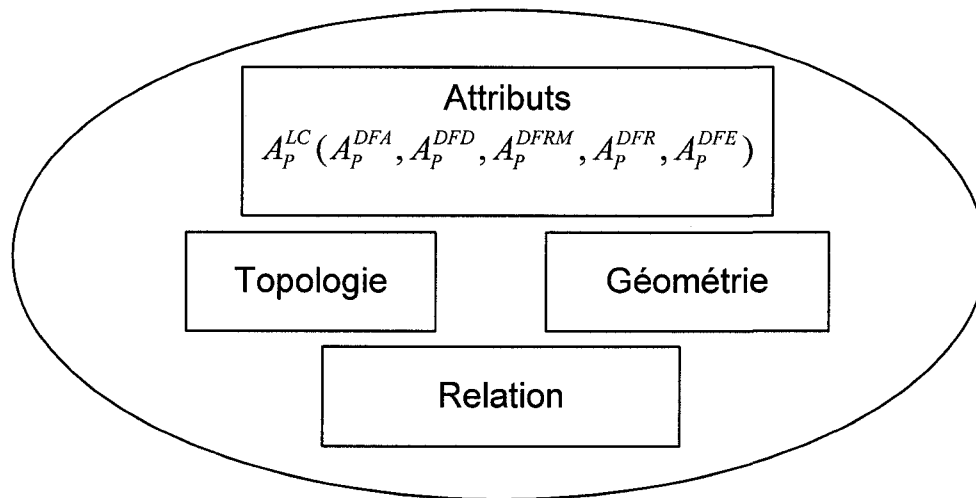 Attributs
$A_P^{LC}(A_P^{DFA}, A_P^{DFD}, A_P^{DFRM}, A_P^{DFR}, A_P^{DFE})$
Topologie
Géométrie
Relation